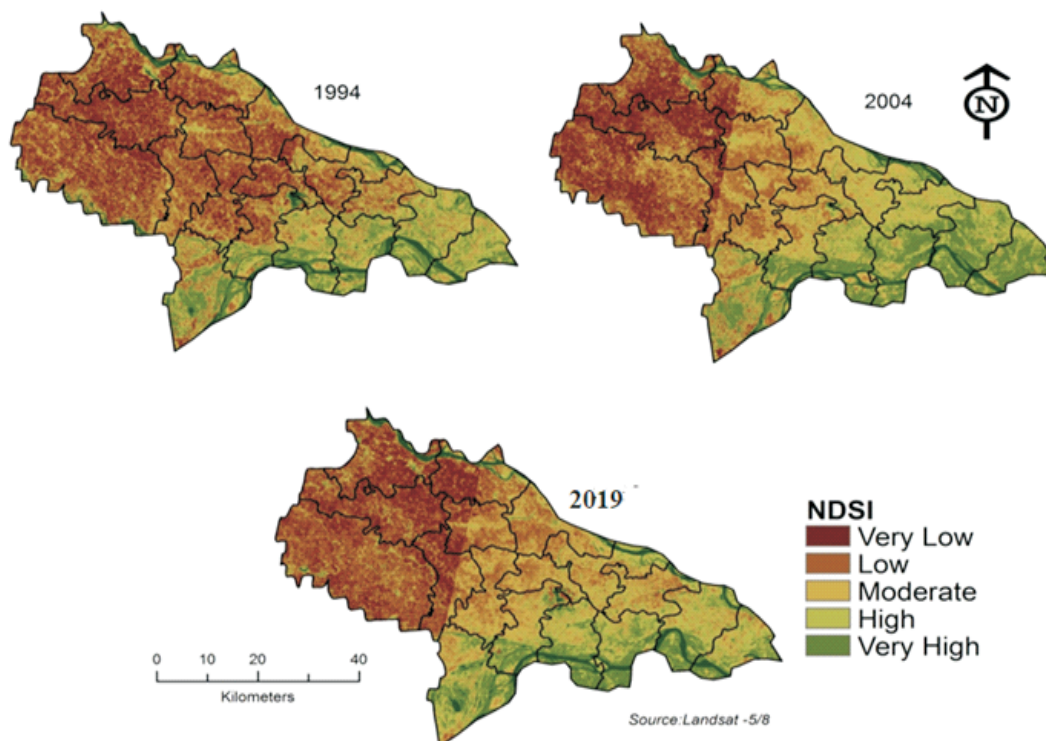 1994
2004
N
2019
NDSI
Very Low
Low
Moderate
High
Very High
0 10 20 40
Kilometers
Source:Landsat -5/8